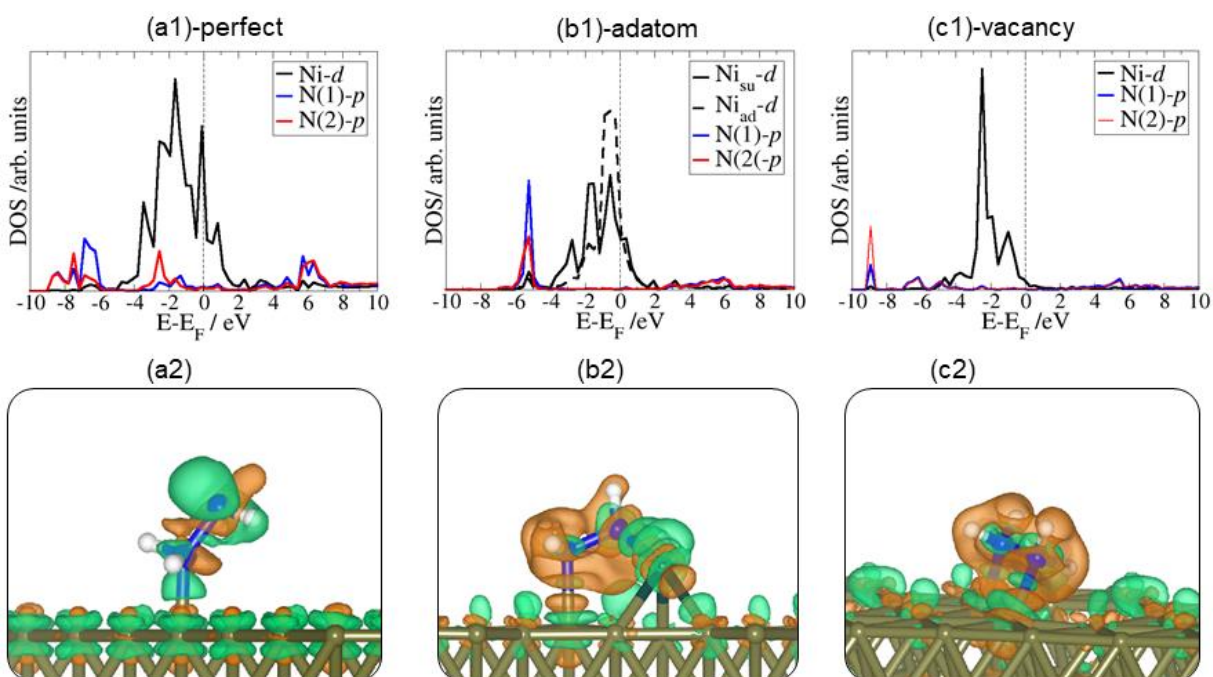 (a1)-perfect
(b1)-adatom
(c1)-vacancy
DOS /arb. units
Ni-d
N(1)-p
N(2)-p
-10 -8 -6 -4 -2 0 2 4 6 8 10
E-E_F / eV
DOS/ arb. units
Ni_su-d
Ni_ad-d
N(1)-p
N(2(-p
-10 -8 -6 -4 -2 0 2 4 6 8 10
E-E_F /eV
DOS /arb. units
Ni-d
N(1)-p
N(2)-p
-10 -8 -6 -4 -2 0 2 4 6 8 10
E-E_F /eV
(a2)
(b2)
(c2)